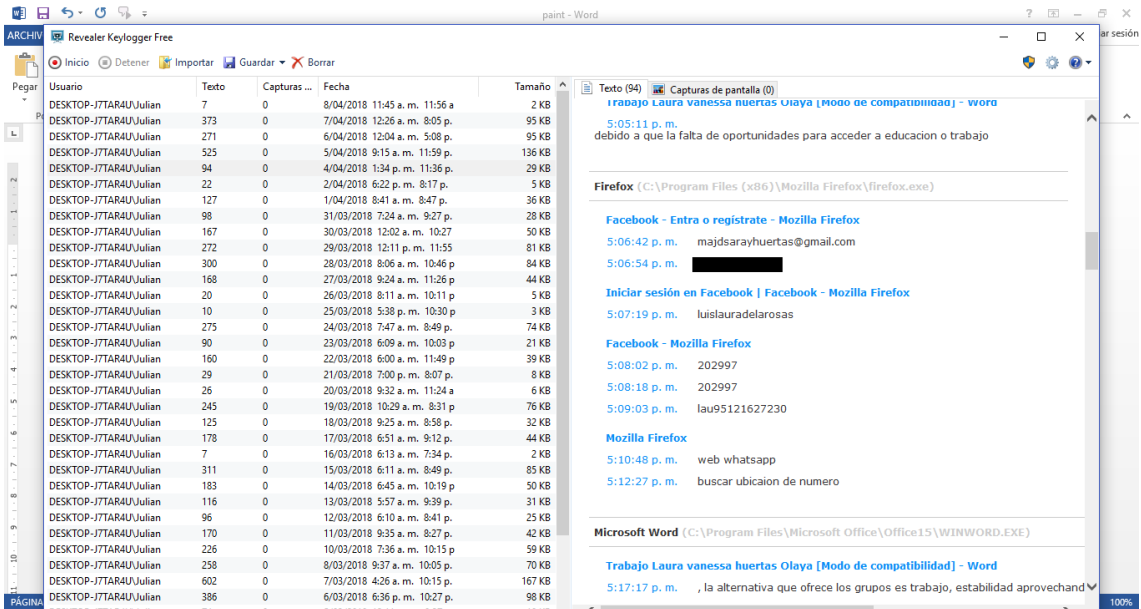 paint - Word
ARCHIV
ar sesión
Pegar
Revealer Keylogger Free
Inicio Detener Importar Guardar Borrar
Usuario Texto Capturas ... Fecha Tamaño
DESKTOP-J7TAR4U\Julian 7 0 8/04/2018 11:45 a. m. 11:56 a 2 KB
DESKTOP-J7TAR4U\Julian 373 0 7/04/2018 12:26 a. m. 8:05 p. 95 KB
DESKTOP-J7TAR4U\Julian 271 0 6/04/2018 12:04 a. m. 5:08 p. 95 KB
DESKTOP-J7TAR4U\Julian 525 0 5/04/2018 9:15 a. m. 11:59 p. 136 KB
DESKTOP-J7TAR4U\Julian 94 0 4/04/2018 1:34 p. m. 11:36 p. 29 KB
DESKTOP-J7TAR4U\Julian 22 0 2/04/2018 6:22 p. m. 8:17 p. 5 KB
DESKTOP-J7TAR4U\Julian 127 0 1/04/2018 8:41 a. m. 8:47 p. 36 KB
DESKTOP-J7TAR4U\Julian 98 0 31/03/2018 7:24 a. m. 9:27 p. 28 KB
DESKTOP-J7TAR4U\Julian 167 0 30/03/2018 12:02 a. m. 10:27 50 KB
DESKTOP-J7TAR4U\Julian 272 0 29/03/2018 12:11 p. m. 11:55 81 KB
DESKTOP-J7TAR4U\Julian 300 0 28/03/2018 8:06 a. m. 10:46 p 84 KB
DESKTOP-J7TAR4U\Julian 168 0 27/03/2018 9:24 a. m. 11:26 p 44 KB
DESKTOP-J7TAR4U\Julian 20 0 26/03/2018 8:11 a. m. 10:11 p 5 KB
DESKTOP-J7TAR4U\Julian 10 0 25/03/2018 5:38 p. m. 10:30 p 3 KB
DESKTOP-J7TAR4U\Julian 275 0 24/03/2018 7:47 a. m. 8:49 p. 74 KB
DESKTOP-J7TAR4U\Julian 90 0 23/03/2018 6:09 a. m. 10:03 p 21 KB
DESKTOP-J7TAR4U\Julian 160 0 22/03/2018 6:00 a. m. 11:49 p 39 KB
DESKTOP-J7TAR4U\Julian 29 0 21/03/2018 7:00 p. m. 8:07 p. 8 KB
DESKTOP-J7TAR4U\Julian 26 0 20/03/2018 9:32 a. m. 11:24 a 6 KB
DESKTOP-J7TAR4U\Julian 245 0 19/03/2018 10:29 a. m. 8:31 p 76 KB
DESKTOP-J7TAR4U\Julian 125 0 18/03/2018 9:25 a. m. 8:58 p. 32 KB
DESKTOP-J7TAR4U\Julian 178 0 17/03/2018 6:51 a. m. 9:12 p. 44 KB
DESKTOP-J7TAR4U\Julian 7 0 16/03/2018 6:13 a. m. 7:34 p. 2 KB
DESKTOP-J7TAR4U\Julian 311 0 15/03/2018 6:11 a. m. 8:49 p. 85 KB
DESKTOP-J7TAR4U\Julian 183 0 14/03/2018 6:45 a. m. 10:19 p 50 KB
DESKTOP-J7TAR4U\Julian 116 0 13/03/2018 5:57 a. m. 9:39 p. 31 KB
DESKTOP-J7TAR4U\Julian 96 0 12/03/2018 6:10 a. m. 8:41 p. 25 KB
DESKTOP-J7TAR4U\Julian 170 0 11/03/2018 9:35 a. m. 8:27 p. 42 KB
DESKTOP-J7TAR4U\Julian 226 0 10/03/2018 7:36 a. m. 10:15 p 59 KB
DESKTOP-J7TAR4U\Julian 258 0 8/03/2018 9:37 a. m. 10:05 p. 70 KB
DESKTOP-J7TAR4U\Julian 602 0 7/03/2018 4:26 a. m. 10:15 p. 167 KB
DESKTOP-J7TAR4U\Julian 386 0 6/03/2018 6:36 p. m. 10:27 p. 98 KB
Texto (94) Capturas de pantalla (0)
Trabajo Laura vanessa huertas Olaya [Modo de compatibilidad] - Word
5:05:11 p. m.
debido a que la falta de oportunidades para acceder a educacion o trabajo
Firefox (C:\Program Files (x86)\Mozilla Firefox\firefox.exe)
Facebook - Entra o regístrate - Mozilla Firefox
5:06:42 p. m. majdsarayhuertas@gmail.com
5:06:54 p. m.
Iniciar sesión en Facebook | Facebook - Mozilla Firefox
5:07:19 p. m. luislauradelarosas
Facebook - Mozilla Firefox
5:08:02 p. m. 202997
5:08:18 p. m. 202997
5:09:03 p. m. lau95121627230
Mozilla Firefox
5:10:48 p. m. web whatsapp
5:12:27 p. m. buscar ubicaion de numero
Microsoft Word (C:\Program Files\Microsoft Office\Office15\WINWORD.EXE)
Trabajo Laura vanessa huertas Olaya [Modo de compatibilidad] - Word
5:17:17 p. m. , la alternativa que ofrece los grupos es trabajo, estabilidad aprovechand
PÁGINA
100%